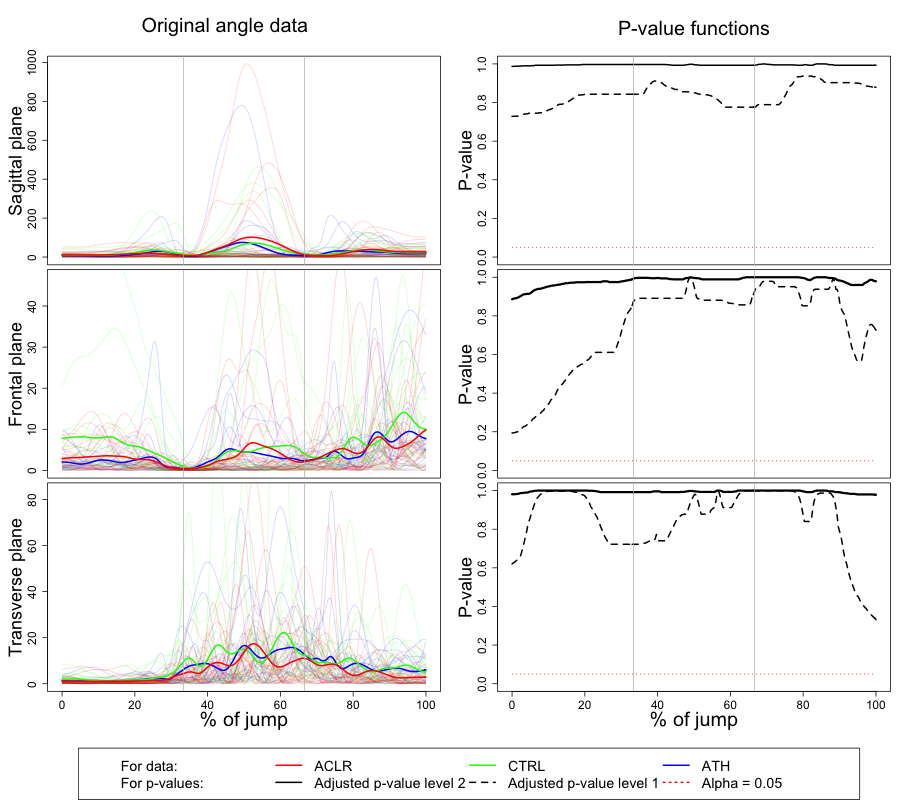 Original angle data
P-value functions
Sagittal plane
0 200 400 600 800 1000
P-value
0.0 0.2 0.4 0.6 0.8 1.0
Frontal plane
0 10 20 30 40
P-value
0.0 0.2 0.4 0.6 0.8 1.0
Transverse plane
0 20 40 60 80
P-value
0.0 0.2 0.4 0.6 0.8 1.0
0 20 40 60 80 100
0 20 40 60 80 100
% of jump
% of jump
For data: ACLR CTRL ATH
For p-values: Adjusted p-value level 2 Adjusted p-value level 1 Alpha = 0.05